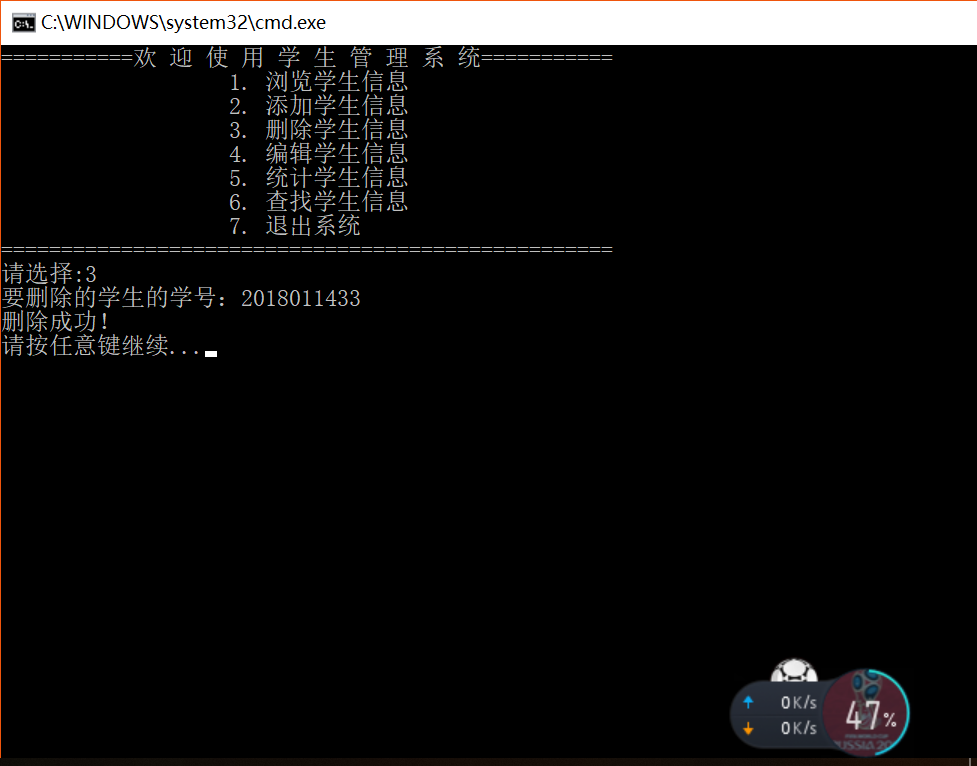 C:\WINDOWS\system32\cmd.exe
===========欢 迎 使 用 学 生 管 理 系 统===========
1. 浏览学生信息
2. 添加学生信息
3. 删除学生信息
4. 编辑学生信息
5. 统计学生信息
6. 查找学生信息
7. 退出系统
===================================================
请选择:3
要删除的学生的学号: 2018011433
删除成功!
请按任意键继续...
0K/s
0K/s
47%